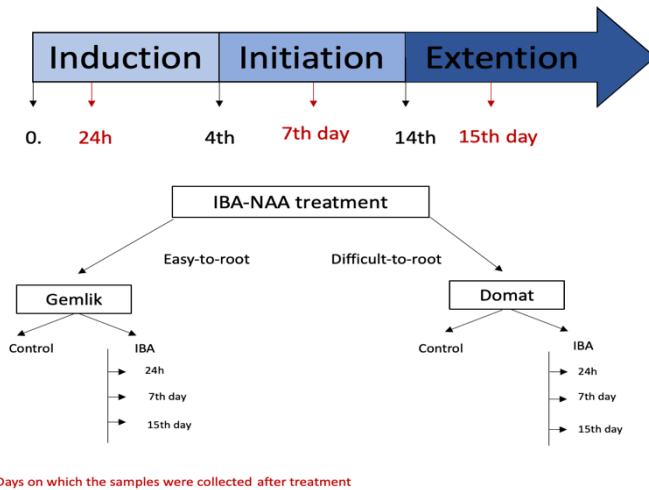 Induction Initiation Extention
0. 24h 4th 7th day 14th 15th day
IBA-NAA treatment
Easy-to-root Difficult-to-root
Gemlik Domat
Control IBA Control IBA
24h 24h
7th day 7th day
15th day 15th day
Days on which the samples were collected after treatment